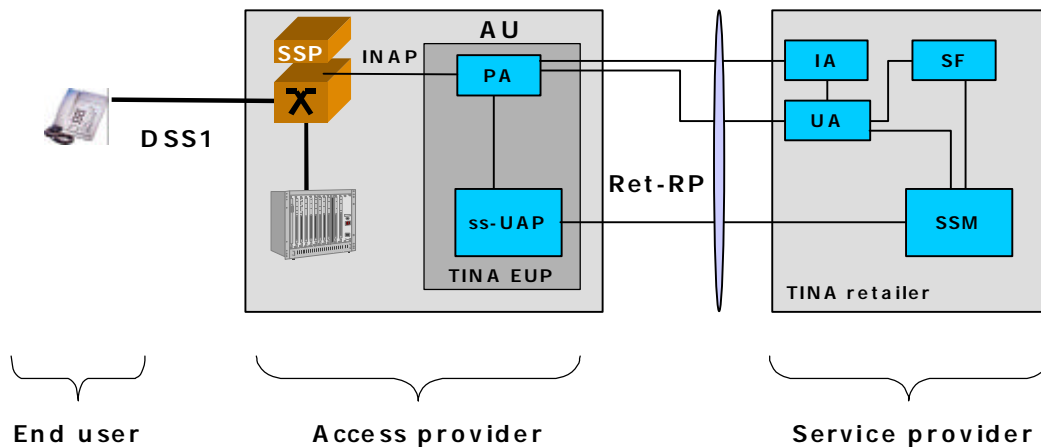 AU
SSP
INAP
PA
IA
SF
UA
DSS1
Ret-RP
ss-UAP
SSM
TINA EUP
TINA retailer
End user
Access provider
Service provider